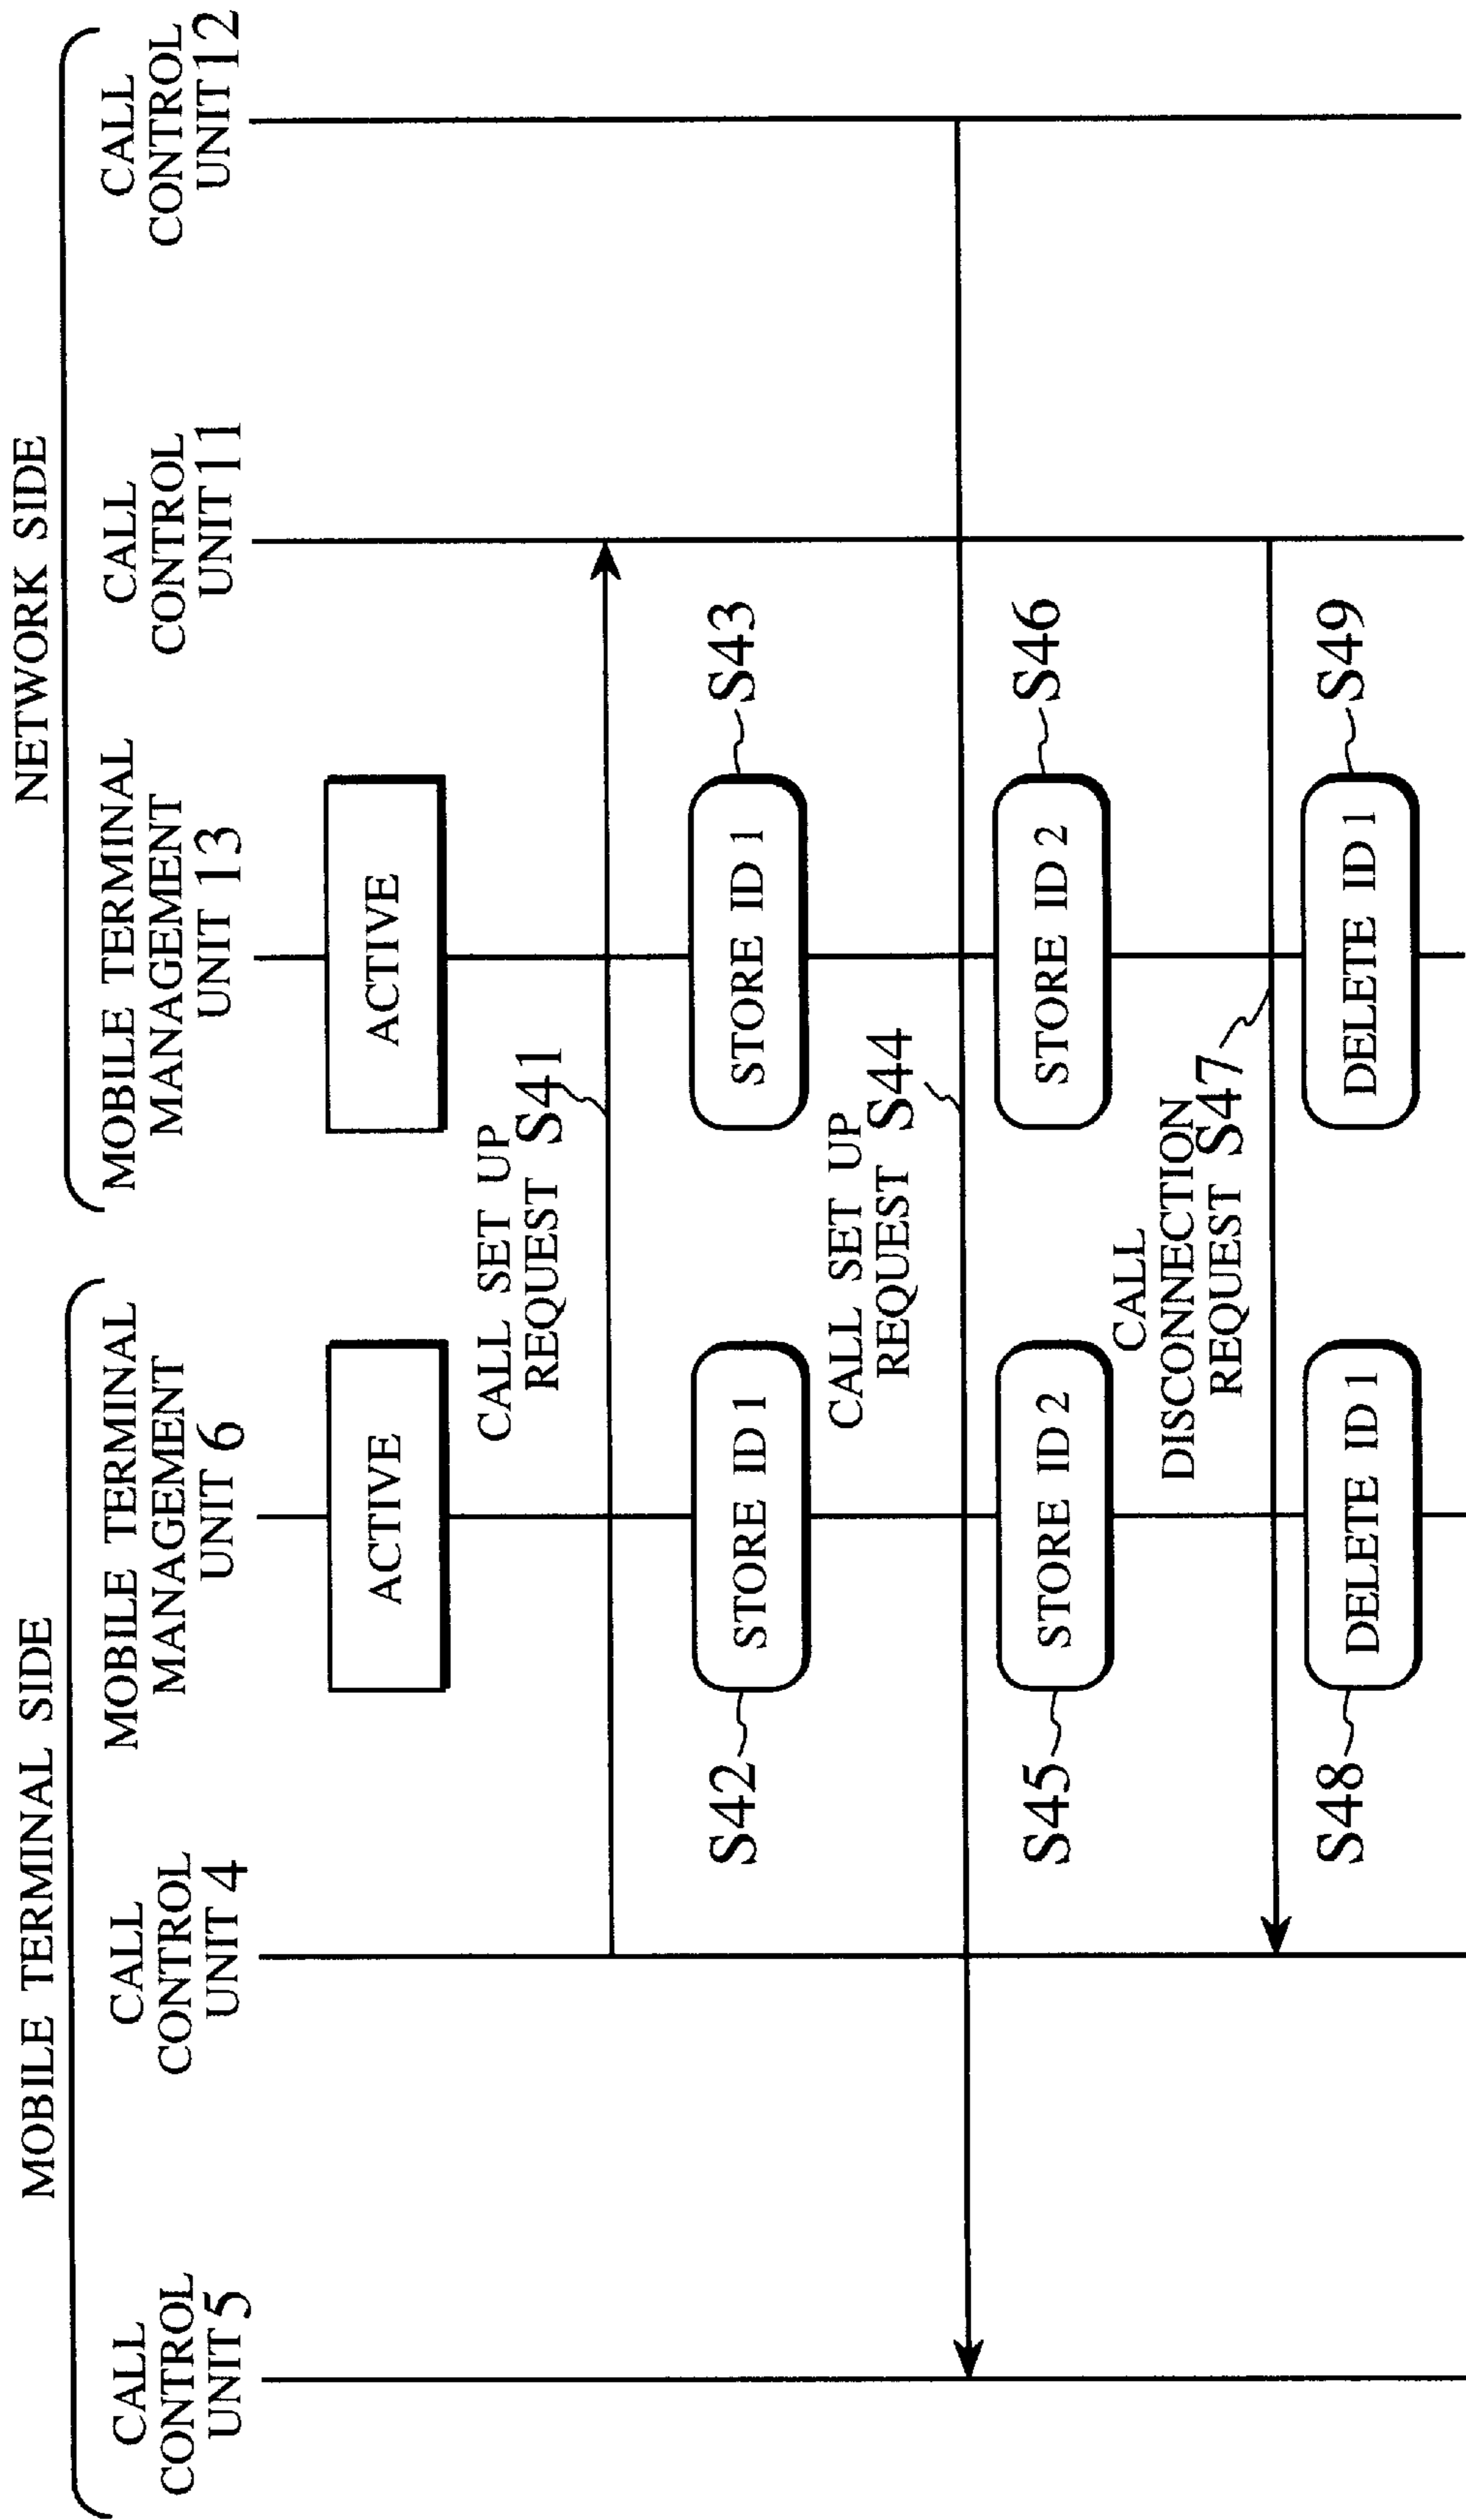 MOBILE TERMINAL SIDE
NETWORK SIDE
CALL
CONTROL
UNIT 5
CALL
CONTROL
UNIT 4
MOBILE TERMINAL
MANAGEMENT
UNIT 6
MOBILE TERMINAL
MANAGEMENT
UNIT 13
CALL
CONTROL
UNIT 11
CALL
CONTROL
UNIT 12
ACTIVE
ACTIVE
CALL SET UP
REQUEST S41
S42
STORE ID 1
STORE ID 1
S43
CALL SET UP
REQUEST S44
S45
STORE ID 2
STORE ID 2
S46
CALL
DISCONNECTION
REQUEST S47
S48
DELETE ID 1
DELETE ID 1
S49